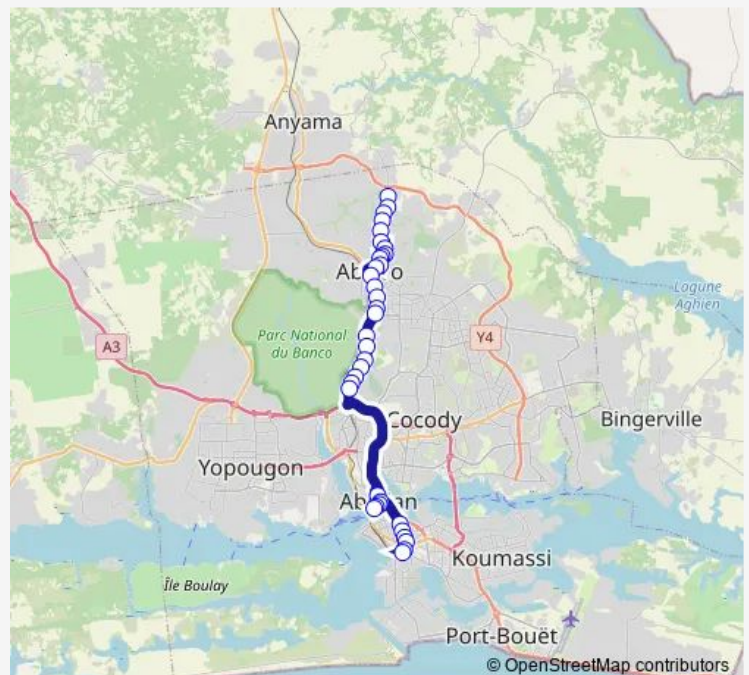 Anyama
Abobo
Lagune
Aghien
Parc National
du Banco
A3
Y4
Cocody
Bingerville
Yopougon
Abidjan
Koumassi
Île Boulay
Port-Bouët
© OpenStreetMap contributors